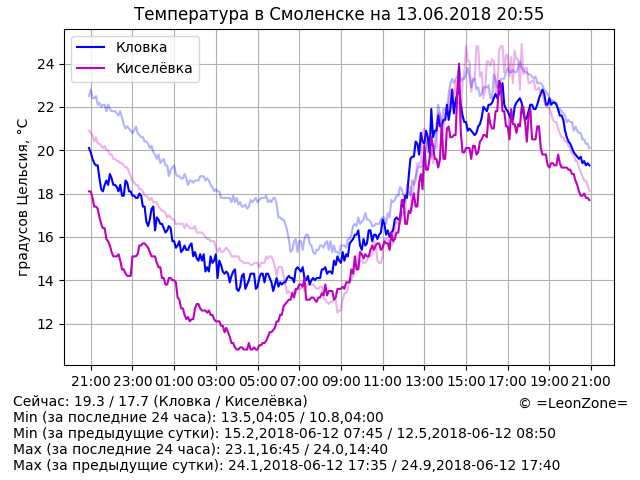 Температура в Смоленске на 13.06.2018 20:55
Кловка
Киселёвка
градусов Цельсия, °C
24
22
20
18
16
14
12
21:00 23:00 01:00 03:00 05:00 07:00 09:00 11:00 13:00 15:00 17:00 19:00 21:00
Сейчас: 19.3 / 17.7 (Кловка / Киселёвка)
© =LeonZone=
Min (за последние 24 часа): 13.5,04:05 / 10.8,04:00
Min (за предыдущие сутки): 15.2,2018-06-12 07:45 / 12.5,2018-06-12 08:50
Max (за последние 24 часа): 23.1,16:45 / 24.0,14:40
Max (за предыдущие сутки): 24.1,2018-06-12 17:35 / 24.9,2018-06-12 17:40